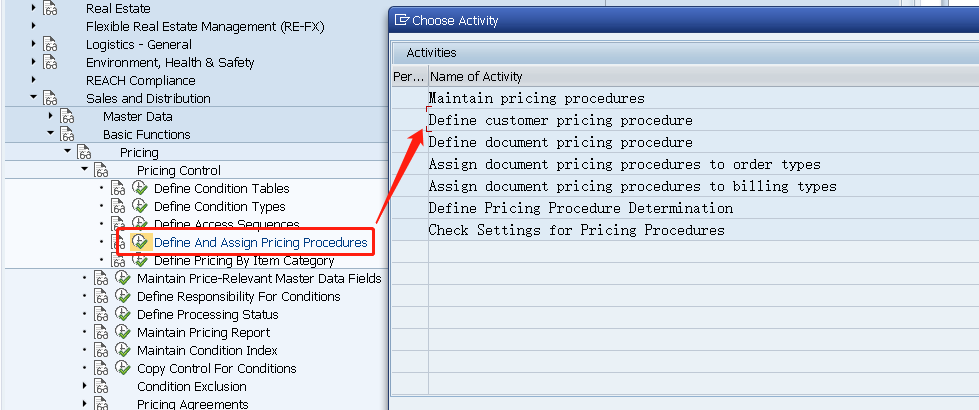 Real Estate
Flexible Real Estate Management (RE-FX)
Logistics - General
Environment, Health & Safety
REACH Compliance
Sales and Distribution
Master Data
Basic Functions
Pricing
Pricing Control
Define Condition Tables
Define Condition Types
Define Access Sequences
Define And Assign Pricing Procedures
Define Pricing By Item Category
Maintain Price-Relevant Master Data Fields
Define Responsibility For Conditions
Define Processing Status
Maintain Pricing Report
Maintain Condition Index
Copy Control For Conditions
Condition Exclusion
Pricing Agreements
Choose Activity
Activities
Per... Name of Activity
Maintain pricing procedures
Define customer pricing procedure
Define document pricing procedure
Assign document pricing procedures to order types
Assign document pricing procedures to billing types
Define Pricing Procedure Determination
Check Settings for Pricing Procedures